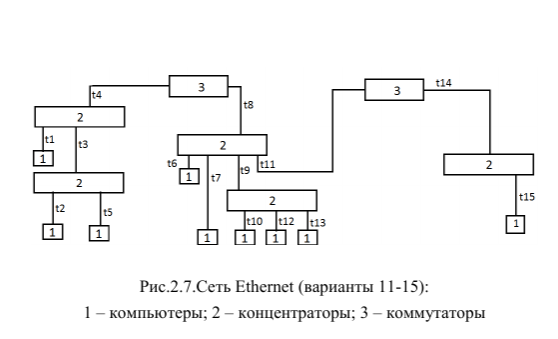 t14
3
3
t4
t8
2
t1
t3
2
t11
2
t6
t9
1
t7
1
2
2
t15
t2
t5
t10
t12
t13
1
1
1
1
1
1
1
1
Рис.2.7.Сеть Ethernet (варианты 11-15):
1 – компьютеры; 2 – концентраторы; 3 – коммутаторы